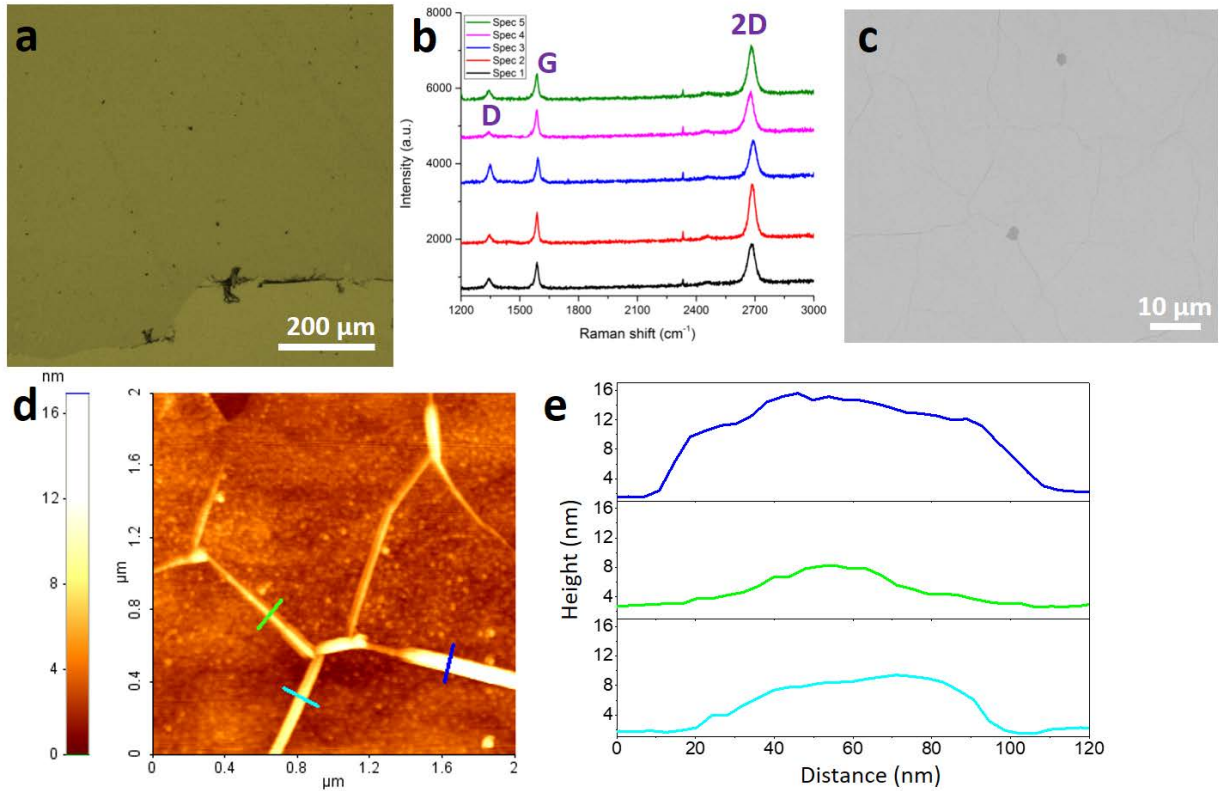 a
200 µm
b
Spec 5
Spec 4
Spec 3
Spec 2
Spec 1
D
G
2D
8000
6000
4000
2000
Intensity (a.u.)
1200 1500 1800 2100 2400 2700 3000
Raman shift (cm⁻¹)
c
10 µm
d
nm
16
12
8
4
0
2
1.6
1.2
0.8
0.4
0
µm
0 0.4 0.8 1.2 1.6 2
µm
e
16
12
8
4
16
12
8
4
16
12
8
4
Height (nm)
0 20 40 60 80 100 120
Distance (nm)